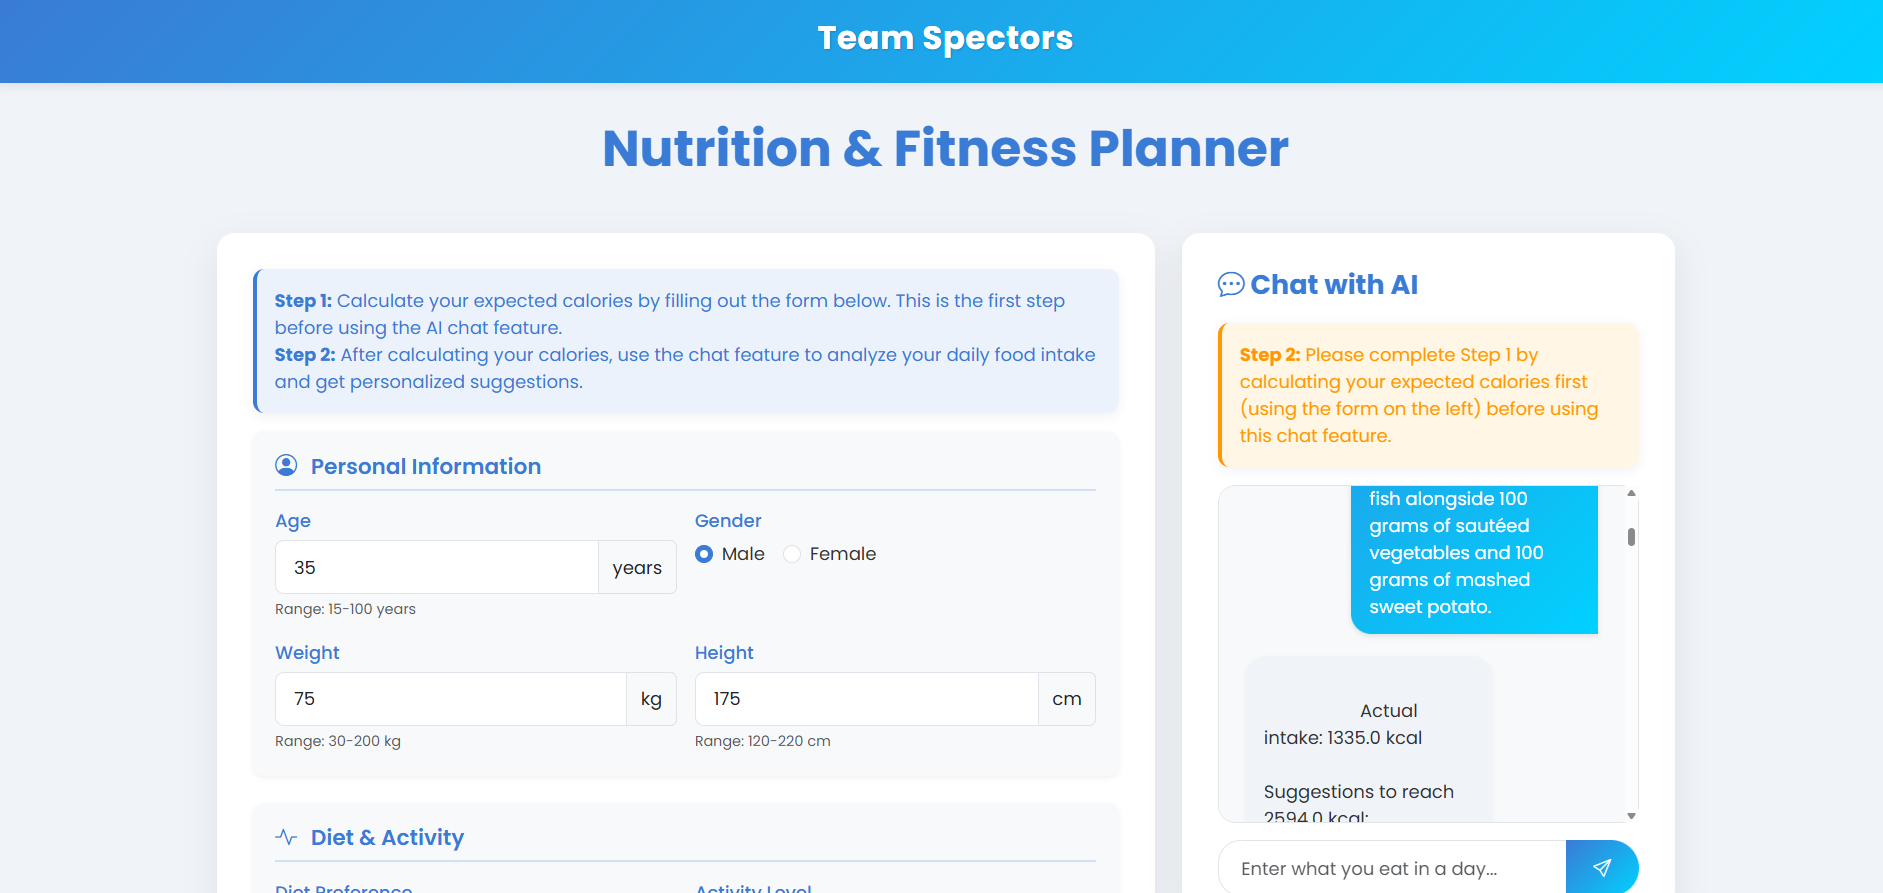 Team Spectors
Nutrition & Fitness Planner
Step 1: Calculate your expected calories by filling out the form below. This is the first step
before using the AI chat feature.
Step 2: After calculating your calories, use the chat feature to analyze your daily food intake
and get personalized suggestions.
Personal Information
Age
35
years
Range: 15-100 years
Gender
Male
Female
Weight
75
kg
Range: 30-200 kg
Height
175
cm
Range: 120-220 cm
Diet & Activity
Diet Preference
Activity Level
Chat with AI
Step 2: Please complete Step 1 by
calculating your expected calories first
(using the form on the left) before using
this chat feature.
fish alongside 100
grams of sautéed
vegetables and 100
grams of mashed
sweet potato.
Actual
intake: 1335.0 kcal
Suggestions to reach
2594.0 kcal:
Enter what you eat in a day...